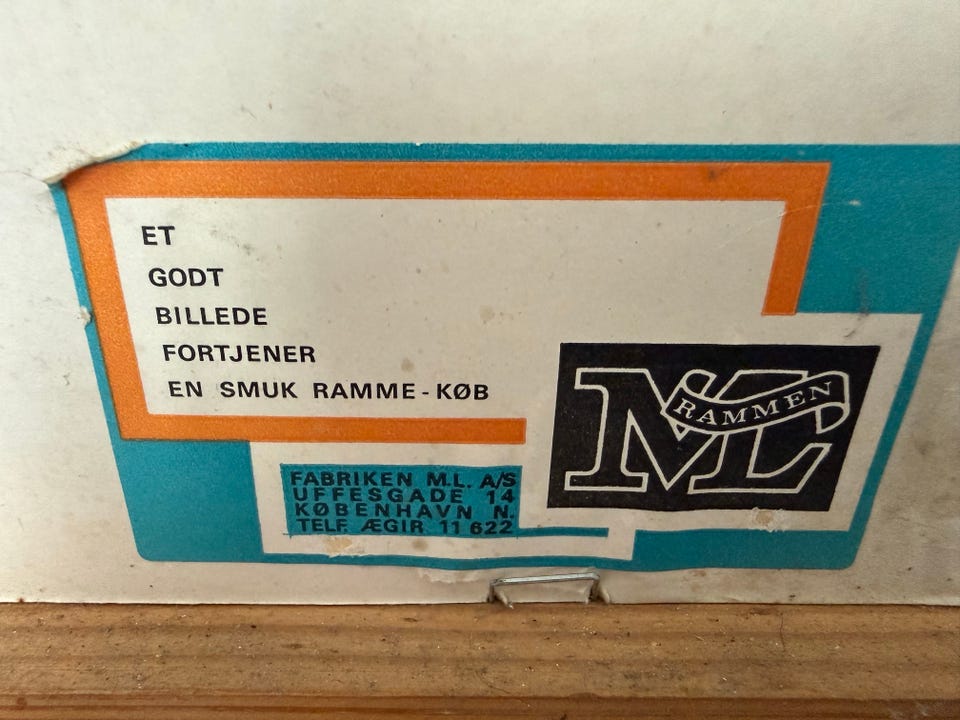 ET
GODT
BILLEDE
FORTJENER
EN SMUK RAMME-KØB
ML
RAMMEN
FABRIKEN M.L. A/S
UFFESGADE 14
KØBENHAVN N.
TELF. ÆGIR 11 622